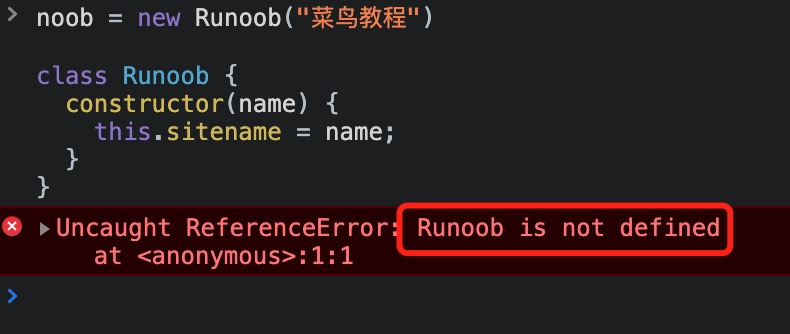 > noob = new Runoob("菜鸟教程")
class Runoob {
constructor(name) {
this.sitename = name;
}
}
Uncaught ReferenceError: Runoob is not defined
at <anonymous>:1:1
>